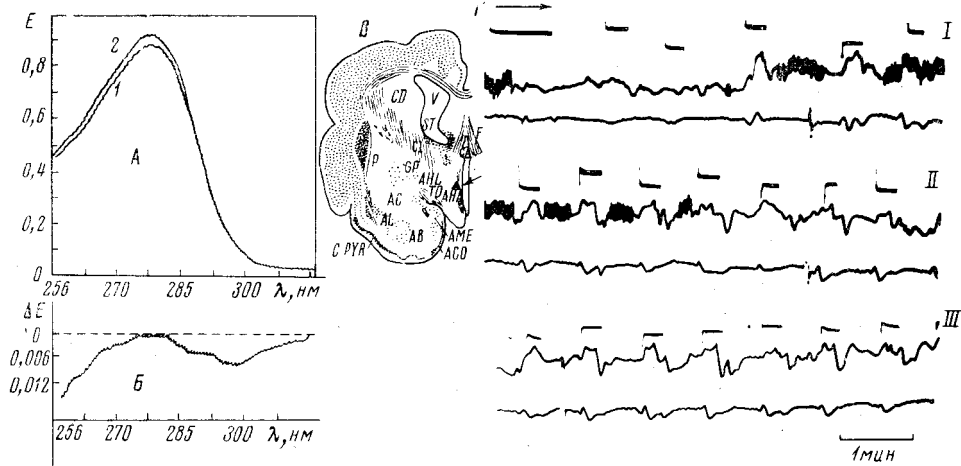 E
0,8
0,6
0,4
0,2
0
2
1
А
256 270 285 300 λ, нм
ΔE
0
0,006
0,012
Б
256 270 285 300 λ, нм
В
CD
V
ST
F
P
GP
AHL
TO
AC
AL
AB
AME
C PYR
ACO
I
II
III
1 мин